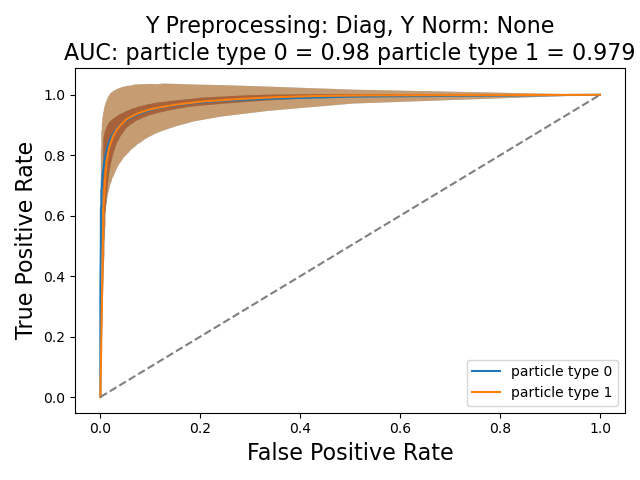 Y Preprocessing: Diag, Y Norm: None
AUC: particle type 0 = 0.98 particle type 1 = 0.979
True Positive Rate
1.0
0.8
0.6
0.4
0.2
0.0
particle type 0
particle type 1
0.0 0.2 0.4 0.6 0.8 1.0
False Positive Rate